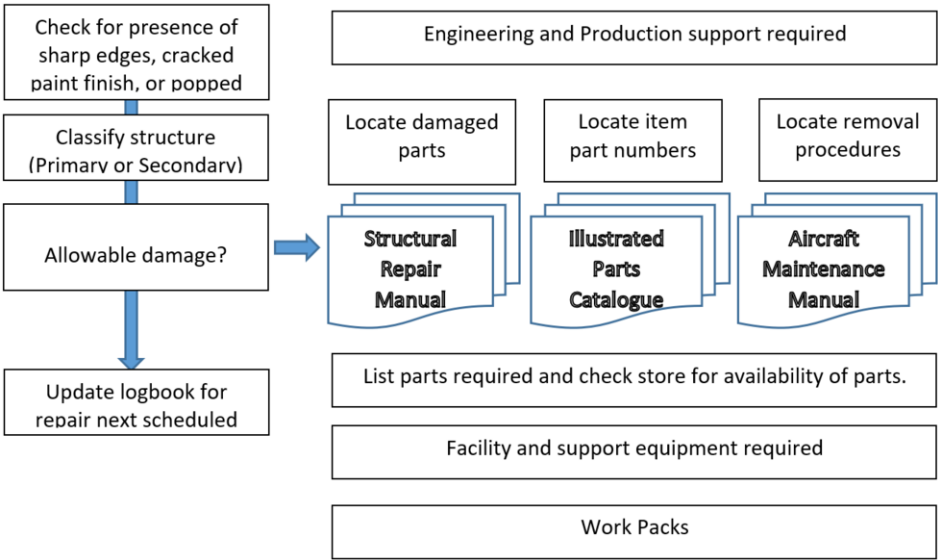 Check for presence of
sharp edges, cracked
paint finish, or popped
Classify structure
(Primary or Secondary)
Allowable damage?
Update logbook for
repair next scheduled
Engineering and Production support required
Locate damaged
parts
Locate item
part numbers
Locate removal
procedures
Structural
Repair
Manual
Illustrated
Parts
Catalogue
Aircraft
Maintenance
Manual
List parts required and check store for availability of parts.
Facility and support equipment required
Work Packs